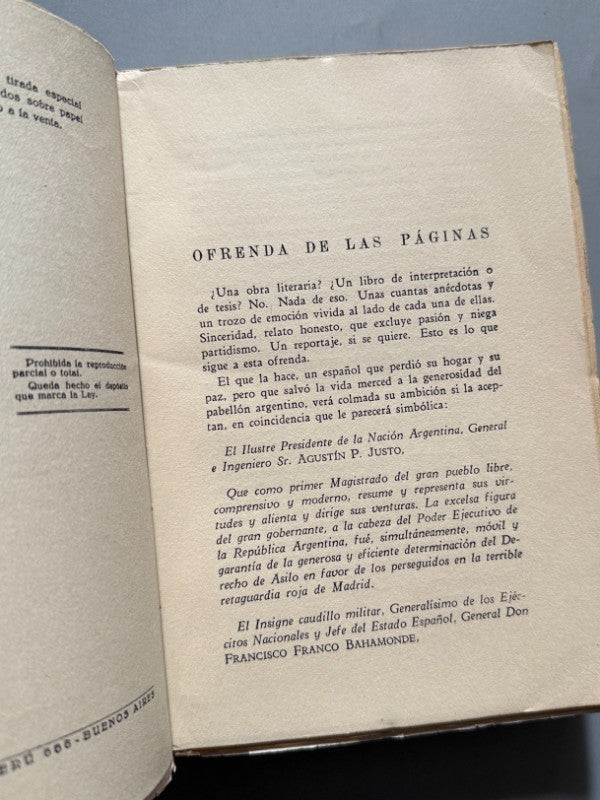 tirada especial
dos sobre papel
a la venta.
Prohibida la reproducción
parcial o total.
Queda hecho el depósito
que marca la Ley.
666 - BUENOS AIRES
OFRENDA DE LAS PÁGINAS
¿Una obra literaria? ¿Un libro de interpretación o
de tesis? No. Nada de eso. Unas cuantas anécdotas y
un trozo de emoción vivida al lado de cada una de ellas.
Sinceridad, relato honesto, que excluye pasión y niega
partidismo. Un reportaje, si se quiere. Esto es lo que
sigue a esta ofrenda.
El que la hace, un español que perdió su hogar y su
paz, pero que salvó la vida merced a la generosidad del
pabellón argentino, verá colmada su ambición si la acep-
tan, en coincidencia que le parecerá simbólica:
El Ilustre Presidente de la Nación Argentina, General
e Ingeniero Sr. AGUSTÍN P. JUSTO,
Que como primer Magistrado del gran pueblo libre,
comprensivo y moderno, resume y representa sus vir-
tudes y alienta y dirige sus venturas. La excelsa figura
del gran gobernante, a la cabeza del Poder Ejecutivo de
la República Argentina, fué, simultáneamente, móvil y
garantía de la generosa y eficiente determinación del De-
recho de Asilo en favor de los perseguidos en la terrible
retaguardia roja de Madrid.
El Insigne caudillo militar, Generalísimo de los Ejér-
citos Nacionales y Jefe del Estado Español, General Don
FRANCISCO FRANCO BAHAMONDE,